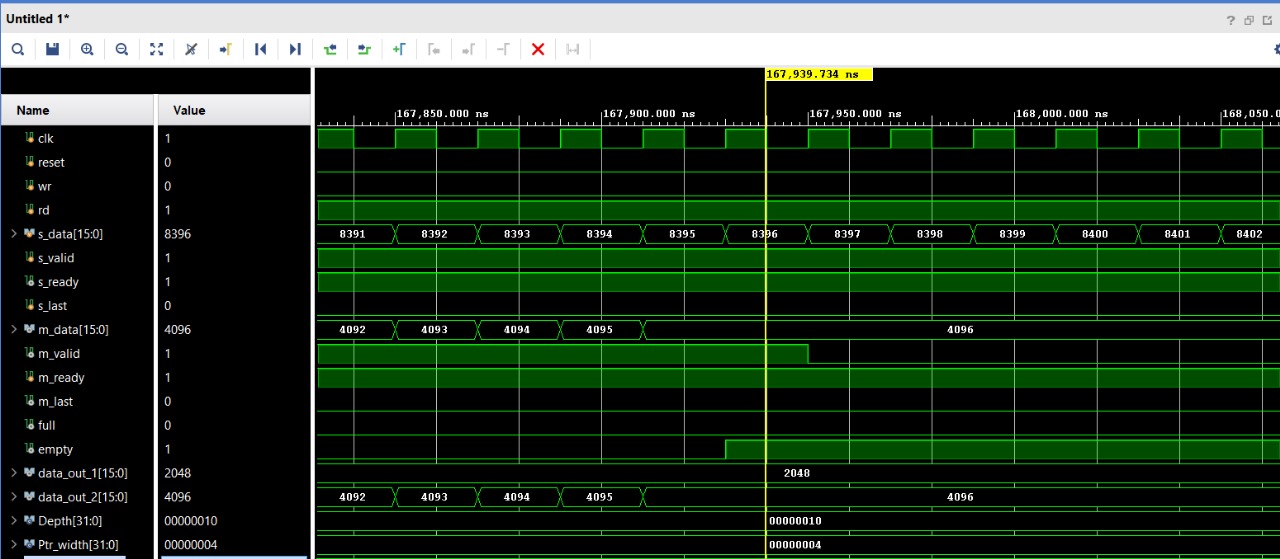 Untitled 1*
167,939.734 ns
Name Value
167,850.000 ns 167,900.000 ns 167,950.000 ns 168,000.000 ns 168,050.0
clk 1
reset 0
wr 0
rd 1
s_data[15:0] 8396 8391 8392 8393 8394 8395 8396 8397 8398 8399 8400 8401 8402
s_valid 1
s_ready 1
s_last 0
m_data[15:0] 4096 4092 4093 4094 4095 4096
m_valid 1
m_ready 1
m_last 0
full 0
empty 1
data_out_1[15:0] 2048 2048
data_out_2[15:0] 4096 4092 4093 4094 4095 4096
Depth[31:0] 00000010 00000010
Ptr_width[31:0] 00000004 00000004